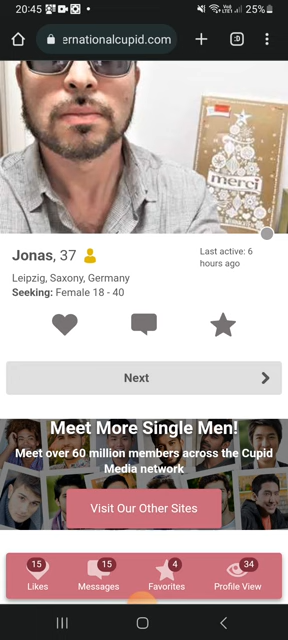 20:45
25%
ernationalcupid.com
:D
merci
Jonas, 37
Last active: 6
hours ago
Leipzig, Saxony, Germany
Seeking: Female 18 - 40
Next
Meet More Single Men!
Meet over 60 million members across the Cupid
Media network
Visit Our Other Sites
15 15 4 34
Likes Messages Favorites Profile View